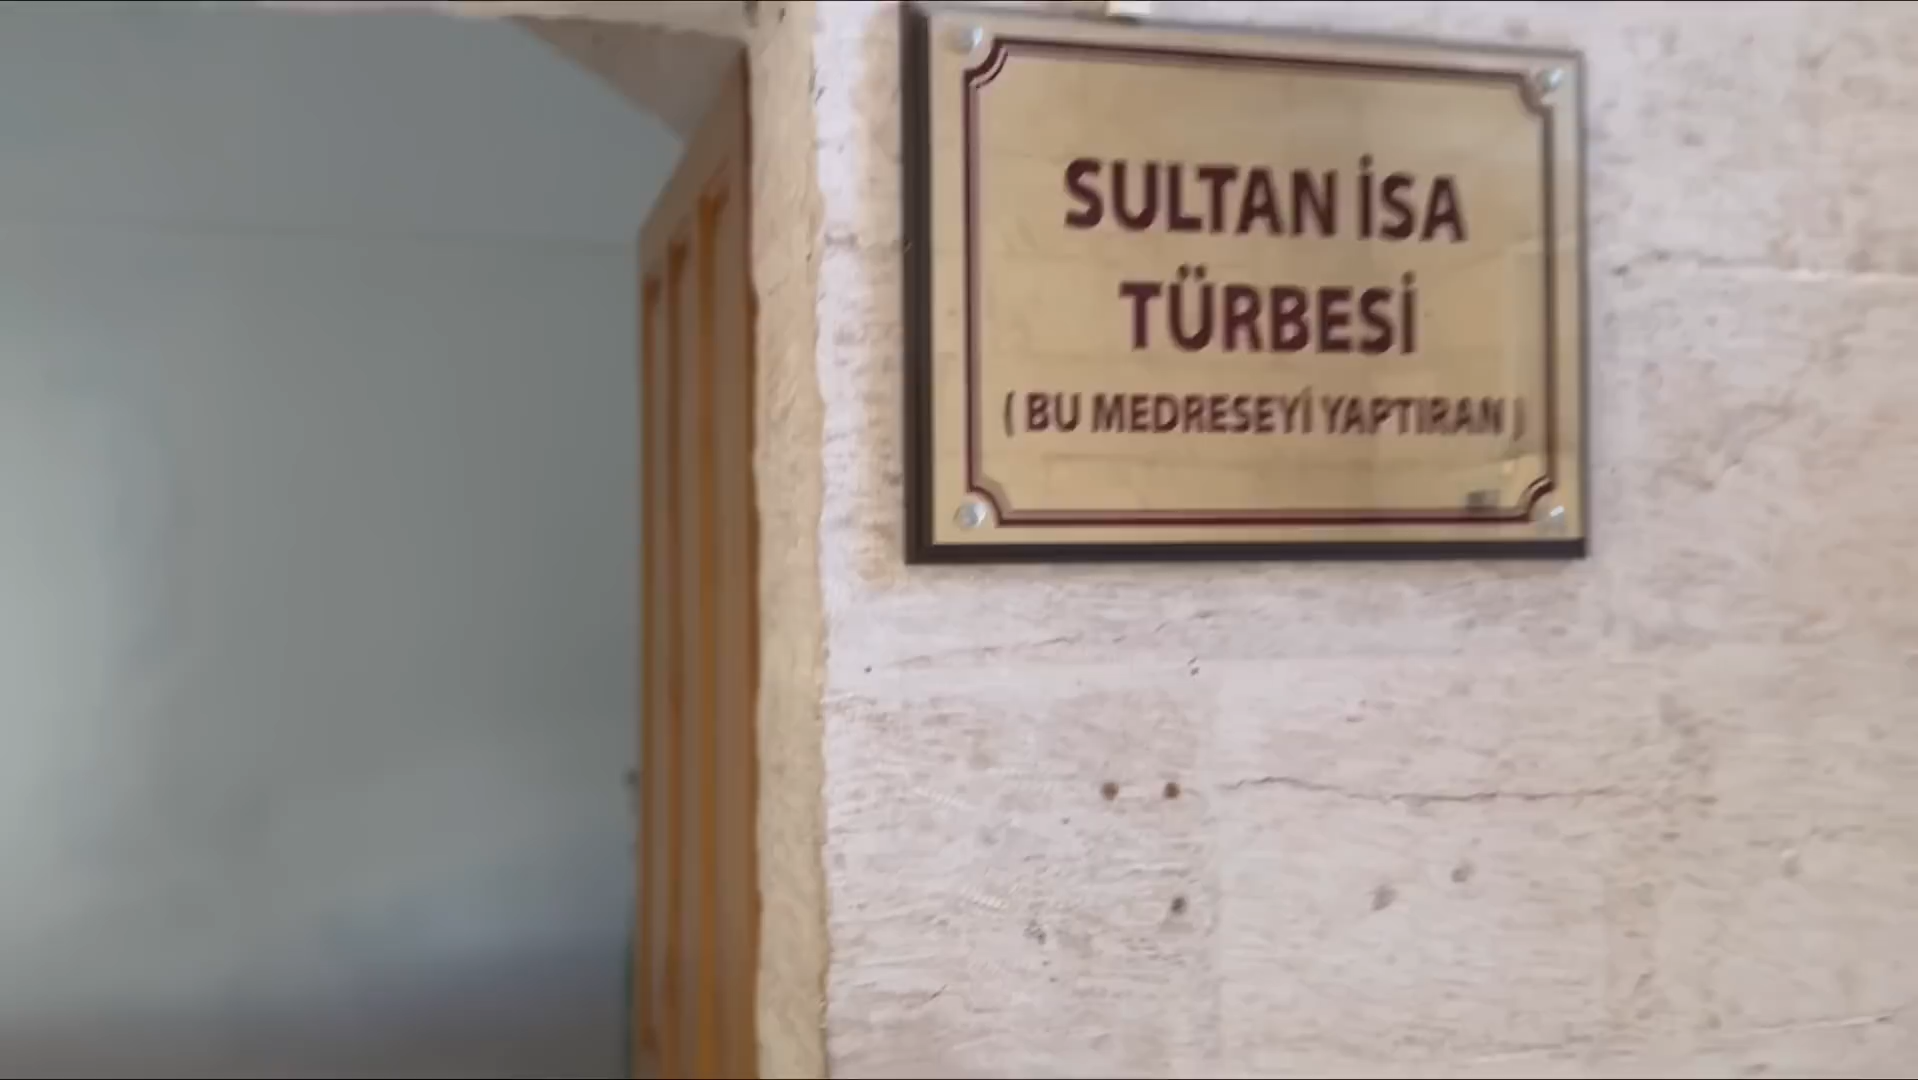 SULTAN İSA
TÜRBESİ
( BU MEDRESEYİ YAPTIRAN )